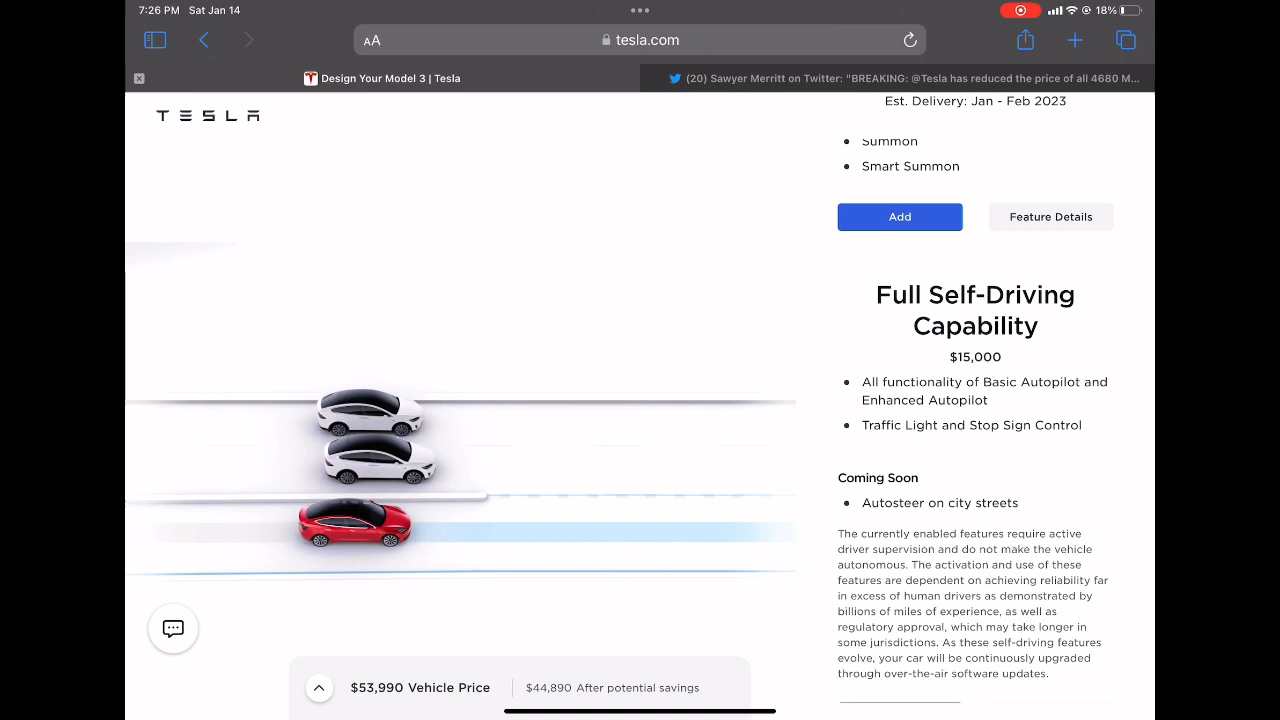 7:26 PM Sat Jan 14
18%
AA
tesla.com
Design Your Model 3 | Tesla
(20) Sawyer Merritt on Twitter: "BREAKING: @Tesla has reduced the price of all 4680 M...
TESLA
Est. Delivery: Jan - Feb 2023
Summon
Smart Summon
Add
Feature Details
Full Self-Driving
Capability
$15,000
All functionality of Basic Autopilot and
Enhanced Autopilot
Traffic Light and Stop Sign Control
Coming Soon
Autosteer on city streets
The currently enabled features require active
driver supervision and do not make the vehicle
autonomous. The activation and use of these
features are dependent on achieving reliability far
in excess of human drivers as demonstrated by
billions of miles of experience, as well as
regulatory approval, which may take longer in
some jurisdictions. As these self-driving features
evolve, your car will be continuously upgraded
through over-the-air software updates.
$53,990 Vehicle Price
$44,890 After potential savings